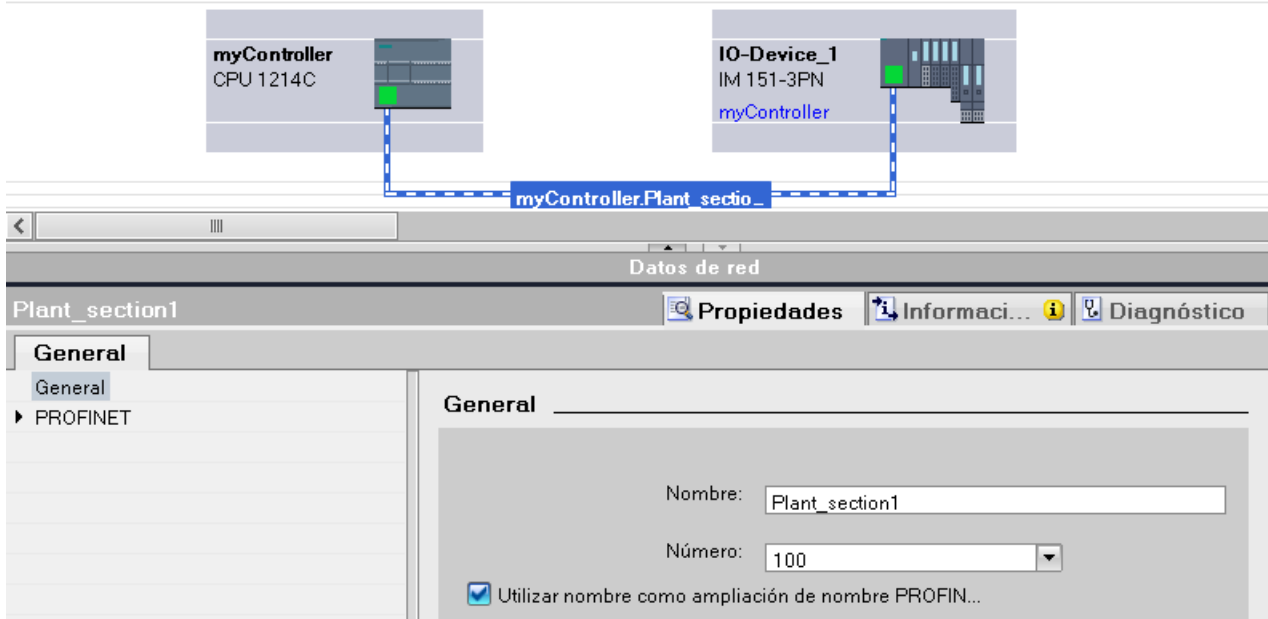 myController
CPU 1214C
IO-Device_1
IM 151-3PN
myController
myController.Plant_sectio_
Datos de red
Plant_section1
Propiedades
Informaci...
Diagnóstico
General
General
PROFINET
General
Nombre:
Plant_section1
Número:
100
Utilizar nombre como ampliación de nombre PROFIN...